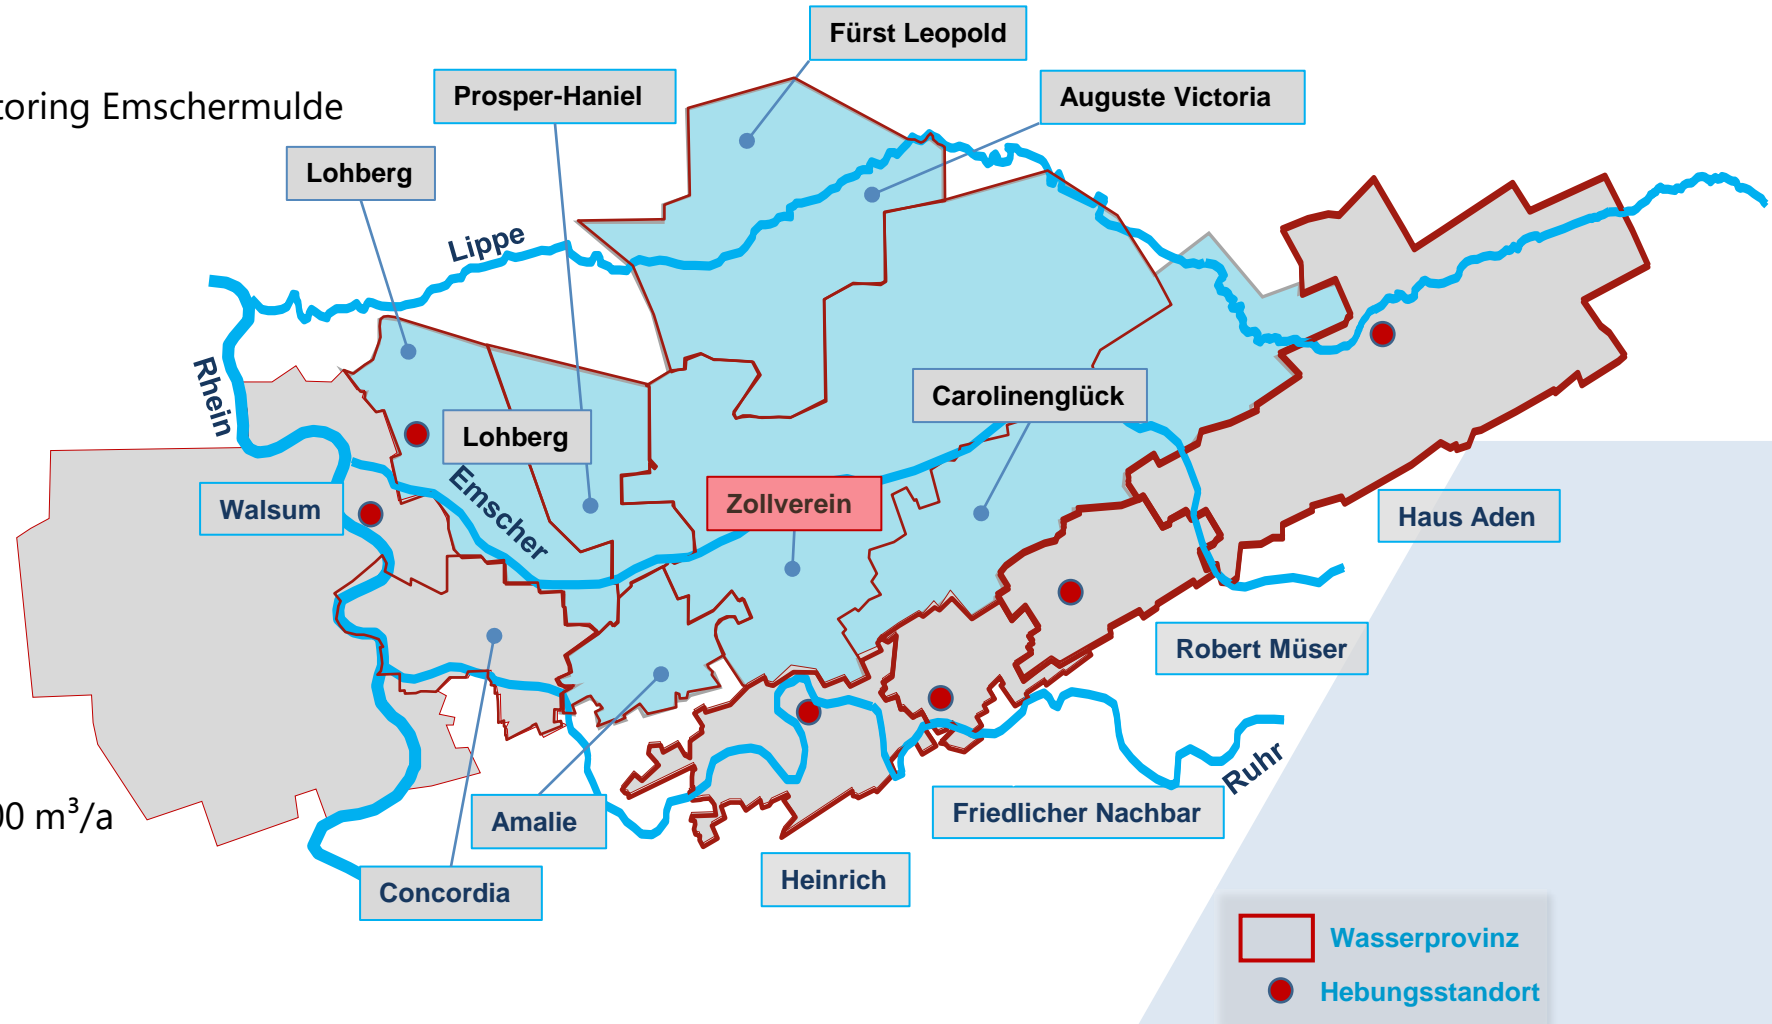 Fürst Leopold
Prosper-Haniel
Auguste Victoria
toring Emschermulde
Lohberg
Lippe
Rhein
Carolinenglück
Lohberg
Emscher
Zollverein
Walsum
Haus Aden
Robert Müser
Ruhr
Amalie
Friedlicher Nachbar
00 m³/a
Heinrich
Concordia
Wasserprovinz
Hebungsstandort